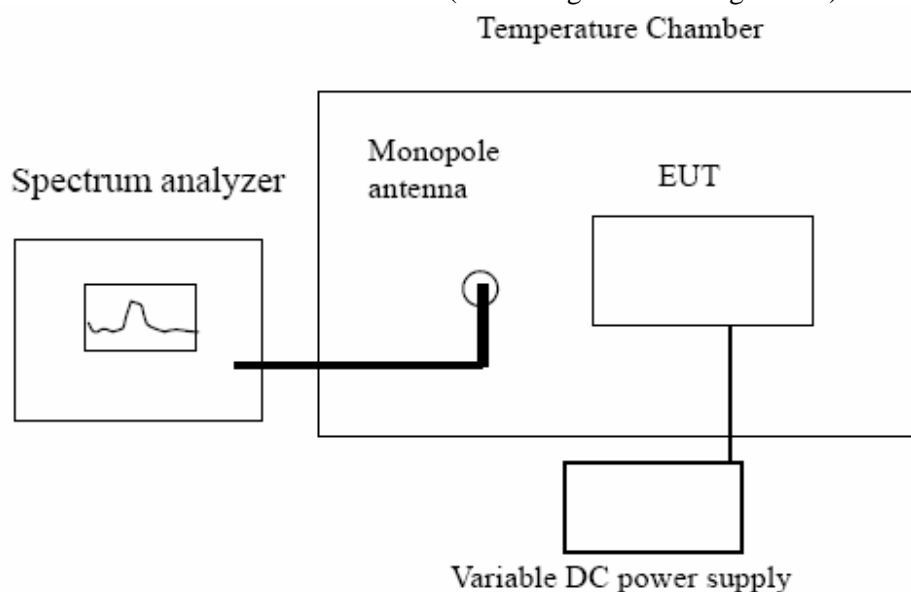 Temperature Chamber
Monopole
antenna
EUT
Spectrum analyzer
Variable DC power supply